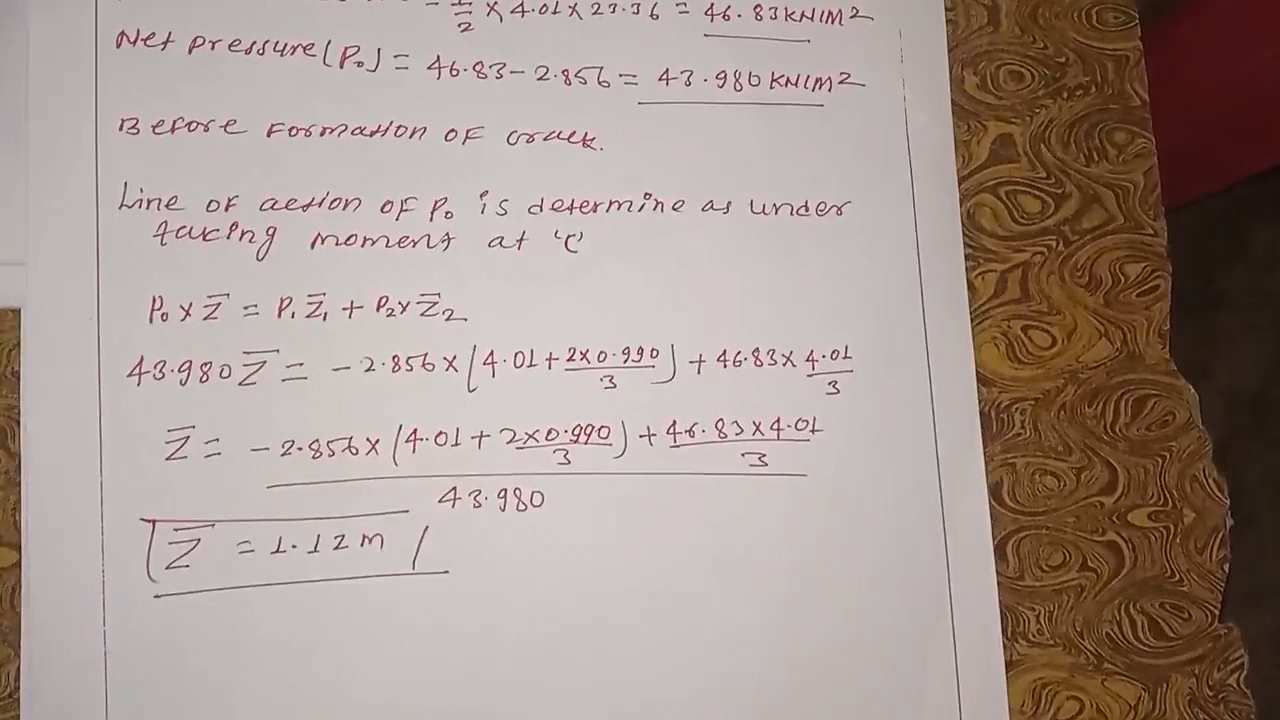 1/2 × 4.01 × 23.36 = 46.83 KN/M2
Net pressure (P0) = 46.83 - 2.856 = 43.980 KN/M2
Before Formation OF crack.
Line OF action OF P0 is determine as under
taking moment at 'C'
P0 × Z̅ = P1 Z̅1 + P2 × Z̅2
43.980 Z̅ = - 2.856 × (4.01 + 2×0.990/3) + 46.83 × 4.01/3
Z̅ = - 2.856 × (4.01 + 2×0.990/3) + 46.83 × 4.01/3
43.980
Z̅ = 1.12 m